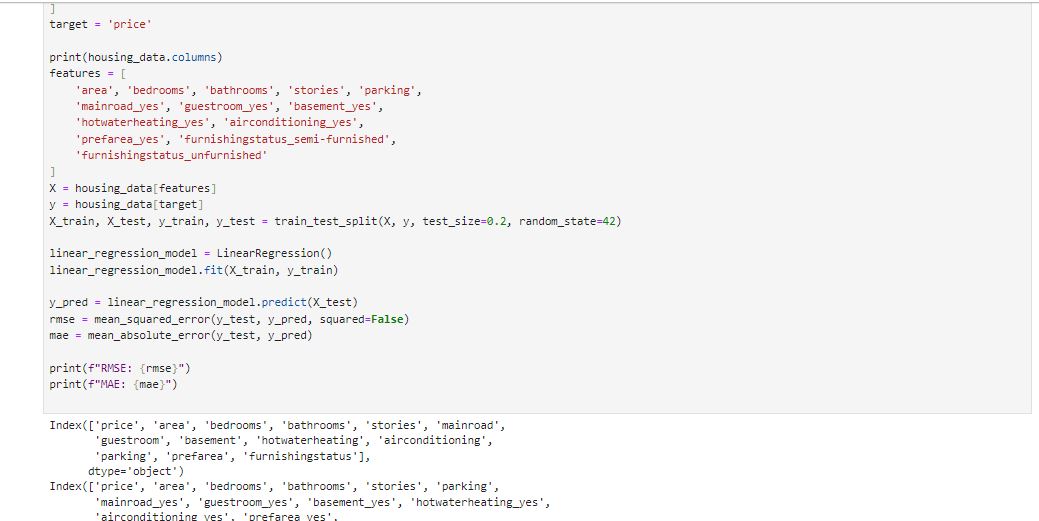 ]
target = 'price'
print(housing_data.columns)
features = [
'area', 'bedrooms', 'bathrooms', 'stories', 'parking',
'mainroad_yes', 'guestroom_yes', 'basement_yes',
'hotwaterheating_yes', 'airconditioning_yes',
'prefarea_yes', 'furnishingstatus_semi-furnished',
'furnishingstatus_unfurnished'
]
X = housing_data[features]
y = housing_data[target]
X_train, X_test, y_train, y_test = train_test_split(X, y, test_size=0.2, random_state=42)
linear_regression_model = LinearRegression()
linear_regression_model.fit(X_train, y_train)
y_pred = linear_regression_model.predict(X_test)
rmse = mean_squared_error(y_test, y_pred, squared=False)
mae = mean_absolute_error(y_test, y_pred)
print(f"RMSE: {rmse}")
print(f"MAE: {mae}")
Index(['price', 'area', 'bedrooms', 'bathrooms', 'stories', 'mainroad',
'guestroom', 'basement', 'hotwaterheating', 'airconditioning',
'parking', 'prefarea', 'furnishingstatus'],
dtype='object')
Index(['price', 'area', 'bedrooms', 'bathrooms', 'stories', 'parking',
'mainroad_yes', 'guestroom_yes', 'basement_yes', 'hotwaterheating_yes',
'airconditioning_yes', 'prefarea_yes',